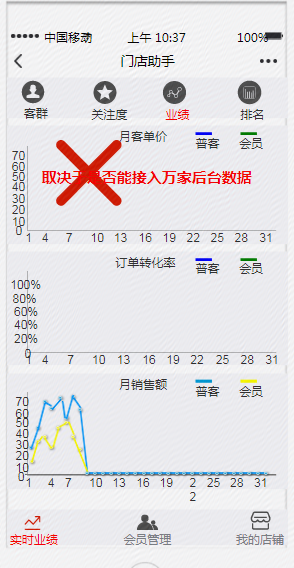 中国移动 上午 10:37 100%
门店助手
客群 关注度 业绩 排名
月客单价
普客 会员
70
60
50
40
30
20
10
0
取决于是否能接入万家后台数据
1 4 7 10 13 16 19 22 25 28 31
订单转化率
普客 会员
100%
80%
60%
40%
20%
0
1 4 7 10 13 16 19 22 25 28 31
月销售额
普客 会员
70
60
50
40
30
20
10
0
1 4 7 10 13 16 19 22 25 28 31
实时业绩 会员管理 我的店铺